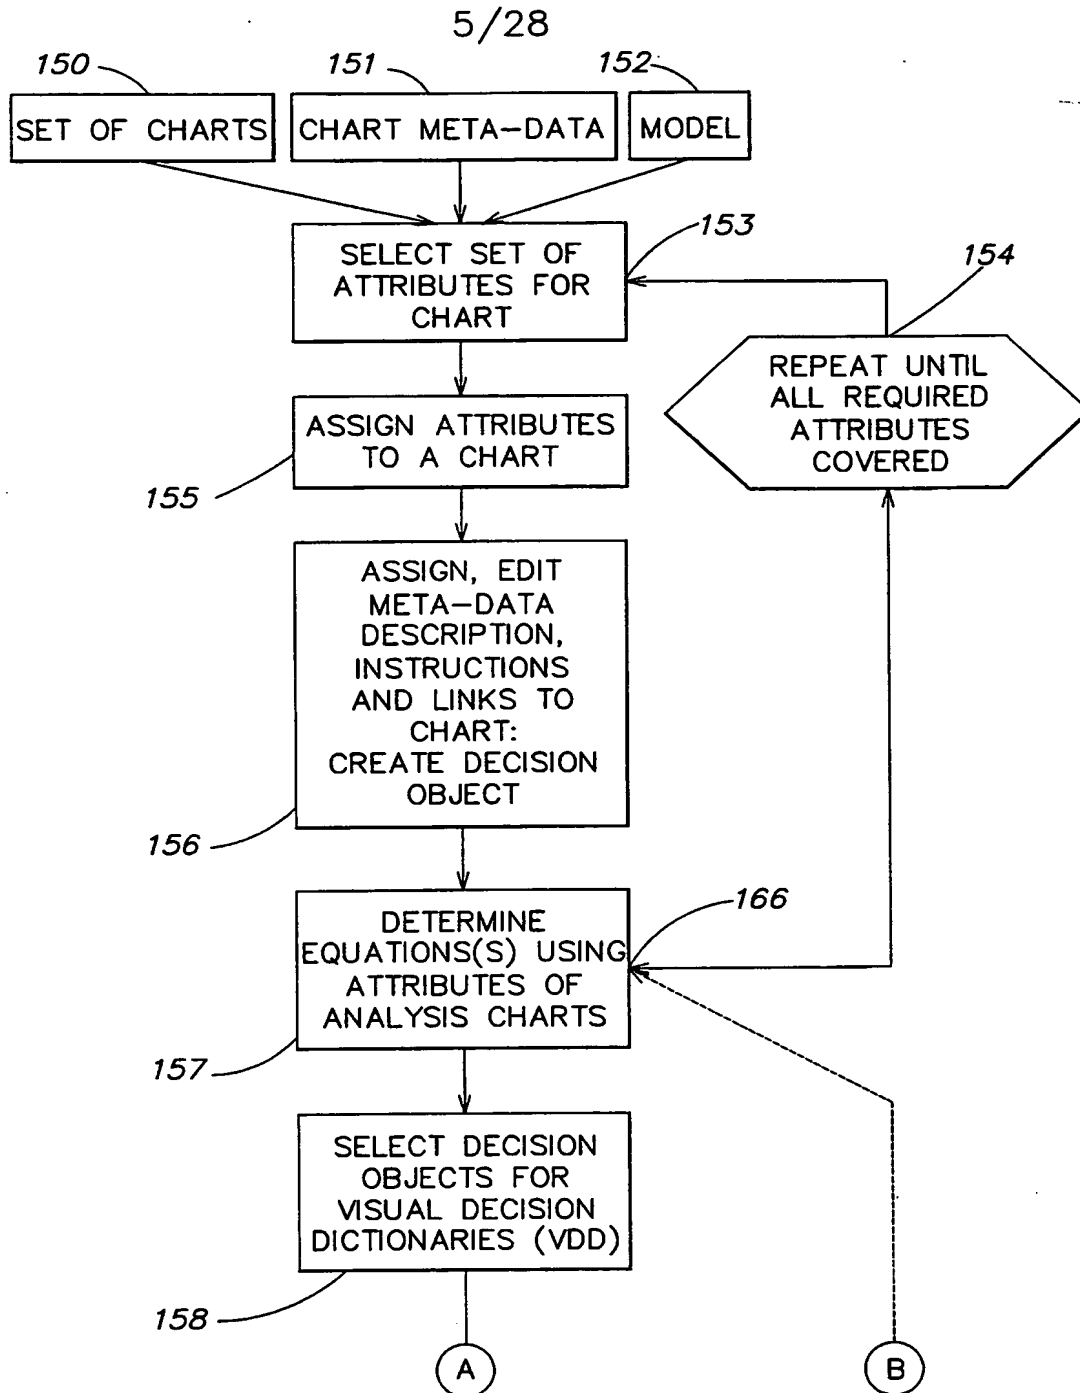 5/28
150
151
152
SET OF CHARTS
CHART META-DATA
MODEL
153
SELECT SET OF
ATTRIBUTES FOR
CHART
154
REPEAT UNTIL
ALL REQUIRED
ATTRIBUTES
COVERED
ASSIGN ATTRIBUTES
TO A CHART
155
ASSIGN, EDIT
META-DATA
DESCRIPTION,
INSTRUCTIONS
AND LINKS TO
CHART:
CREATE DECISION
OBJECT
156
166
DETERMINE
EQUATIONS(S) USING
ATTRIBUTES OF
ANALYSIS CHARTS
157
SELECT DECISION
OBJECTS FOR
VISUAL DECISION
DICTIONARIES (VDD)
158
A
B